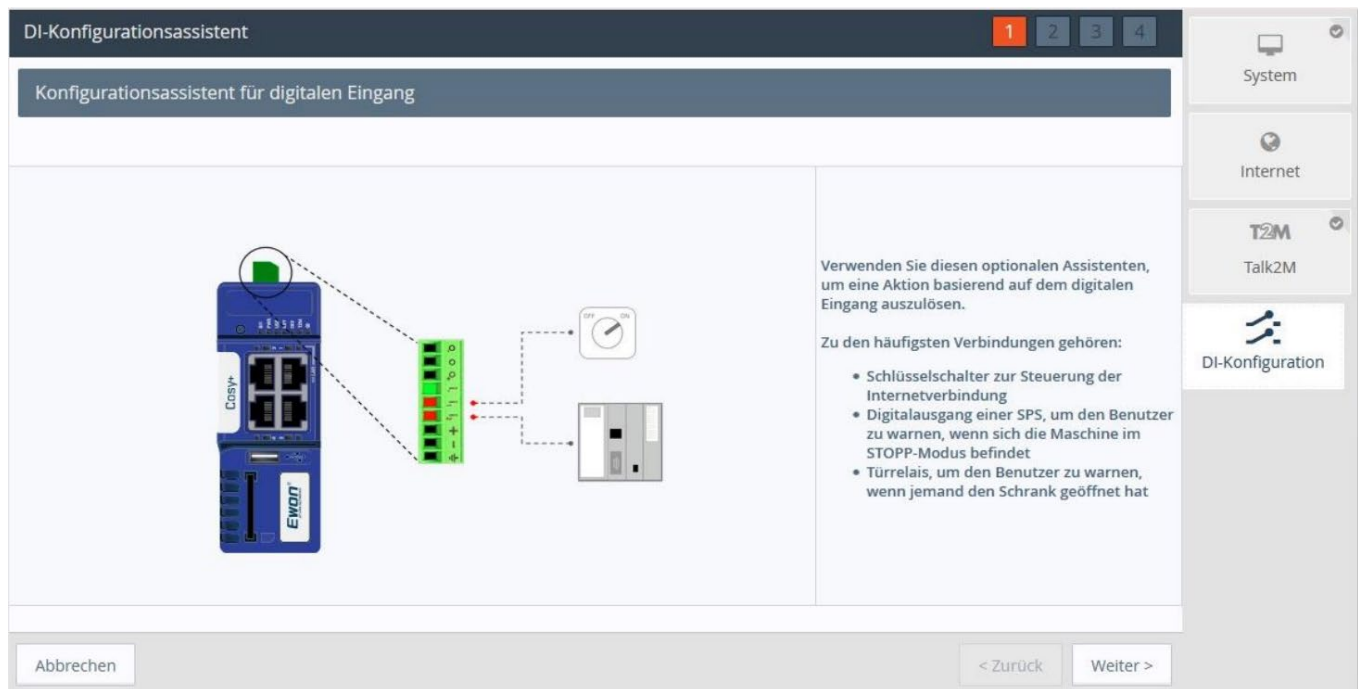 DI-Konfigurationsassistent
1 2 3 4
Konfigurationsassistent für digitalen Eingang
Cosy+
Ewon
OFF ON
Verwenden Sie diesen optionalen Assistenten,
um eine Aktion basierend auf dem digitalen
Eingang auszulösen.
Zu den häufigsten Verbindungen gehören:
• Schlüsselschalter zur Steuerung der
Internetverbindung
• Digitalausgang einer SPS, um den Benutzer
zu warnen, wenn sich die Maschine im
STOPP-Modus befindet
• Türrelais, um den Benutzer zu warnen,
wenn jemand den Schrank geöffnet hat
Abbrechen
< Zurück
Weiter >
System
Internet
T2M
Talk2M
DI-Konfiguration